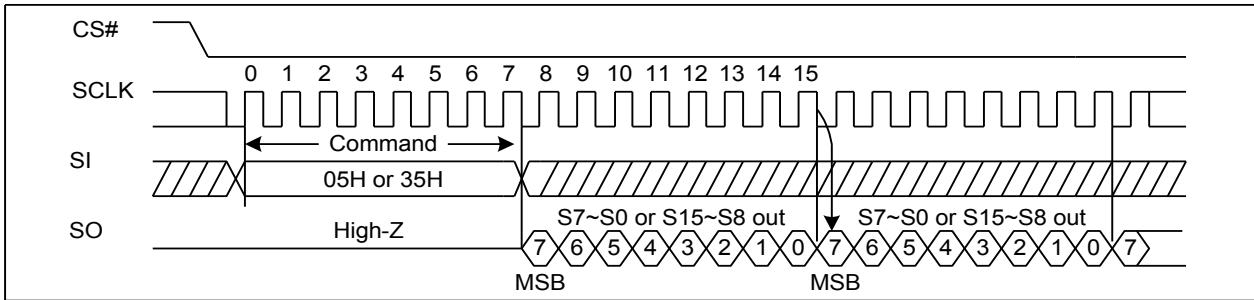 CS#
0 1 2 3 4 5 6 7 8 9 10 11 12 13 14 15
SCLK
Command
SI
05H or 35H
S7~S0 or S15~S8 out S7~S0 or S15~S8 out
SO
High-Z
7 6 5 4 3 2 1 0 7 6 5 4 3 2 1 0 7
MSB MSB